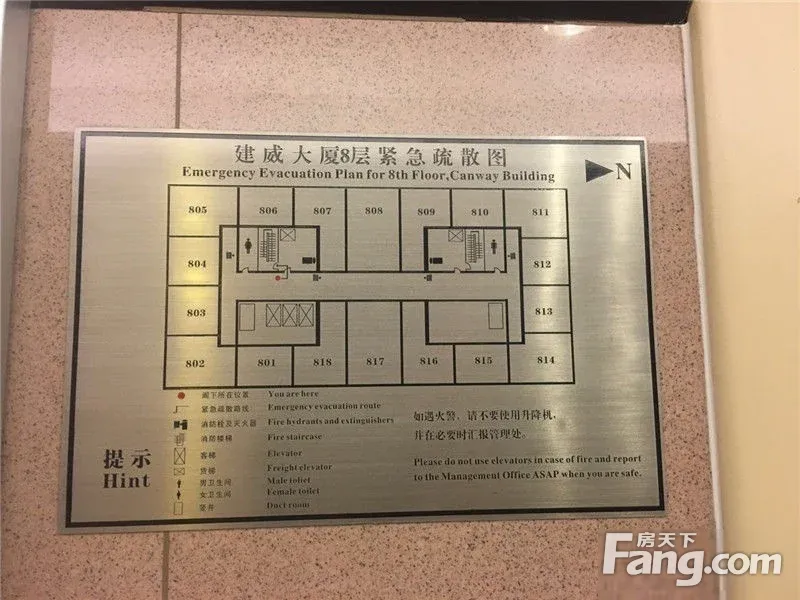 建威大厦8层紧急疏散图
Emergency Evacuation Plan for 8th Floor,Canway Building
N
805 806 807 808 809 810 811
804 812
803 813
802 801 818 817 816 815 814
阁下所在位置 You are here
紧急疏散路线 Emergency evacuation route
消防栓及灭火器 Fire hydrants and extinguishers
消防楼梯 Fire staircase
客梯 Elevator
货梯 Freight elevator
男卫生间 Male toliet
女卫生间 Female toilet
竖井 Duct room
提示
Hint
如遇火警，请不要使用升降机，
并在必要时汇报管理处。
Please do not use elevators in case of fire and report
to the Management Office ASAP when you are safe.
房天下
Fang.com